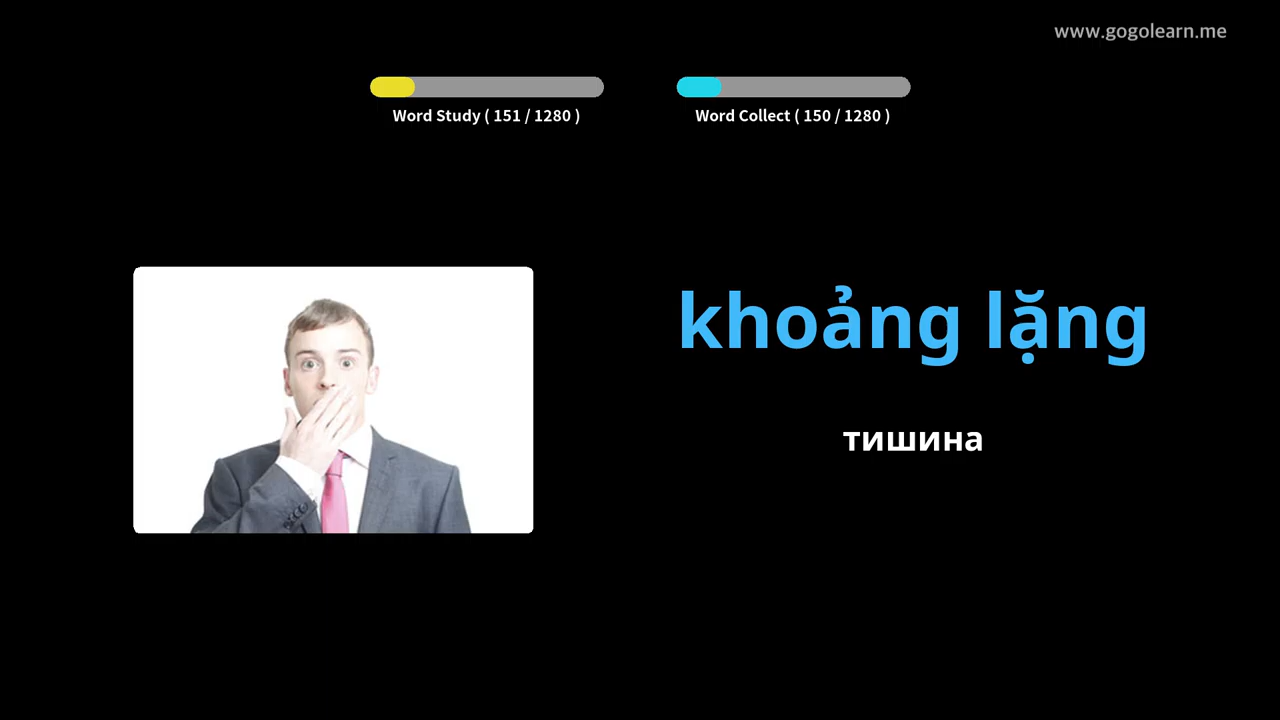 www.gogolearn.me
Word Study ( 151 / 1280 )
Word Collect ( 150 / 1280 )
khoảng lặng
тишина